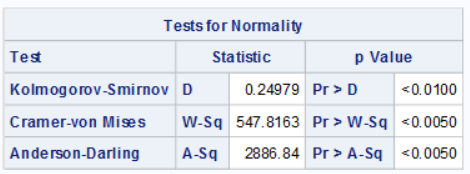 Tests for Normality
Test Statistic p Value
Kolmogorov-Smirnov D 0.24979 Pr > D <0.0100
Cramer-von Mises W-Sq 547.8163 Pr > W-Sq <0.0050
Anderson-Darling A-Sq 2886.84 Pr > A-Sq <0.0050